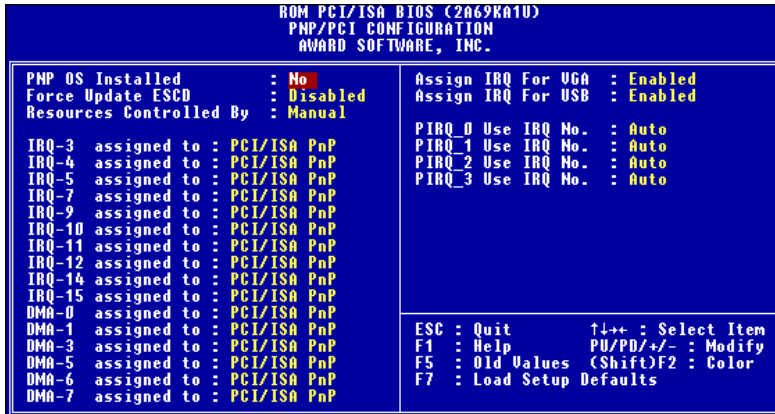 ROM PCI/ISA BIOS (2A69KA1U)
PNP/PCI CONFIGURATION
AWARD SOFTWARE, INC.
PNP OS Installed : No
Force Update ESCD : Disabled
Resources Controlled By : Manual
IRQ-3 assigned to : PCI/ISA PnP
IRQ-4 assigned to : PCI/ISA PnP
IRQ-5 assigned to : PCI/ISA PnP
IRQ-7 assigned to : PCI/ISA PnP
IRQ-9 assigned to : PCI/ISA PnP
IRQ-10 assigned to : PCI/ISA PnP
IRQ-11 assigned to : PCI/ISA PnP
IRQ-12 assigned to : PCI/ISA PnP
IRQ-14 assigned to : PCI/ISA PnP
IRQ-15 assigned to : PCI/ISA PnP
DMA-0 assigned to : PCI/ISA PnP
DMA-1 assigned to : PCI/ISA PnP
DMA-3 assigned to : PCI/ISA PnP
DMA-5 assigned to : PCI/ISA PnP
DMA-6 assigned to : PCI/ISA PnP
DMA-7 assigned to : PCI/ISA PnP
Assign IRQ For VGA : Enabled
Assign IRQ For USB : Enabled
PIRQ_0 Use IRQ No. : Auto
PIRQ_1 Use IRQ No. : Auto
PIRQ_2 Use IRQ No. : Auto
PIRQ_3 Use IRQ No. : Auto
ESC : Quit ↑↓→← : Select Item
F1 : Help PU/PD/+/- : Modify
F5 : Old Values (Shift)F2 : Color
F7 : Load Setup Defaults